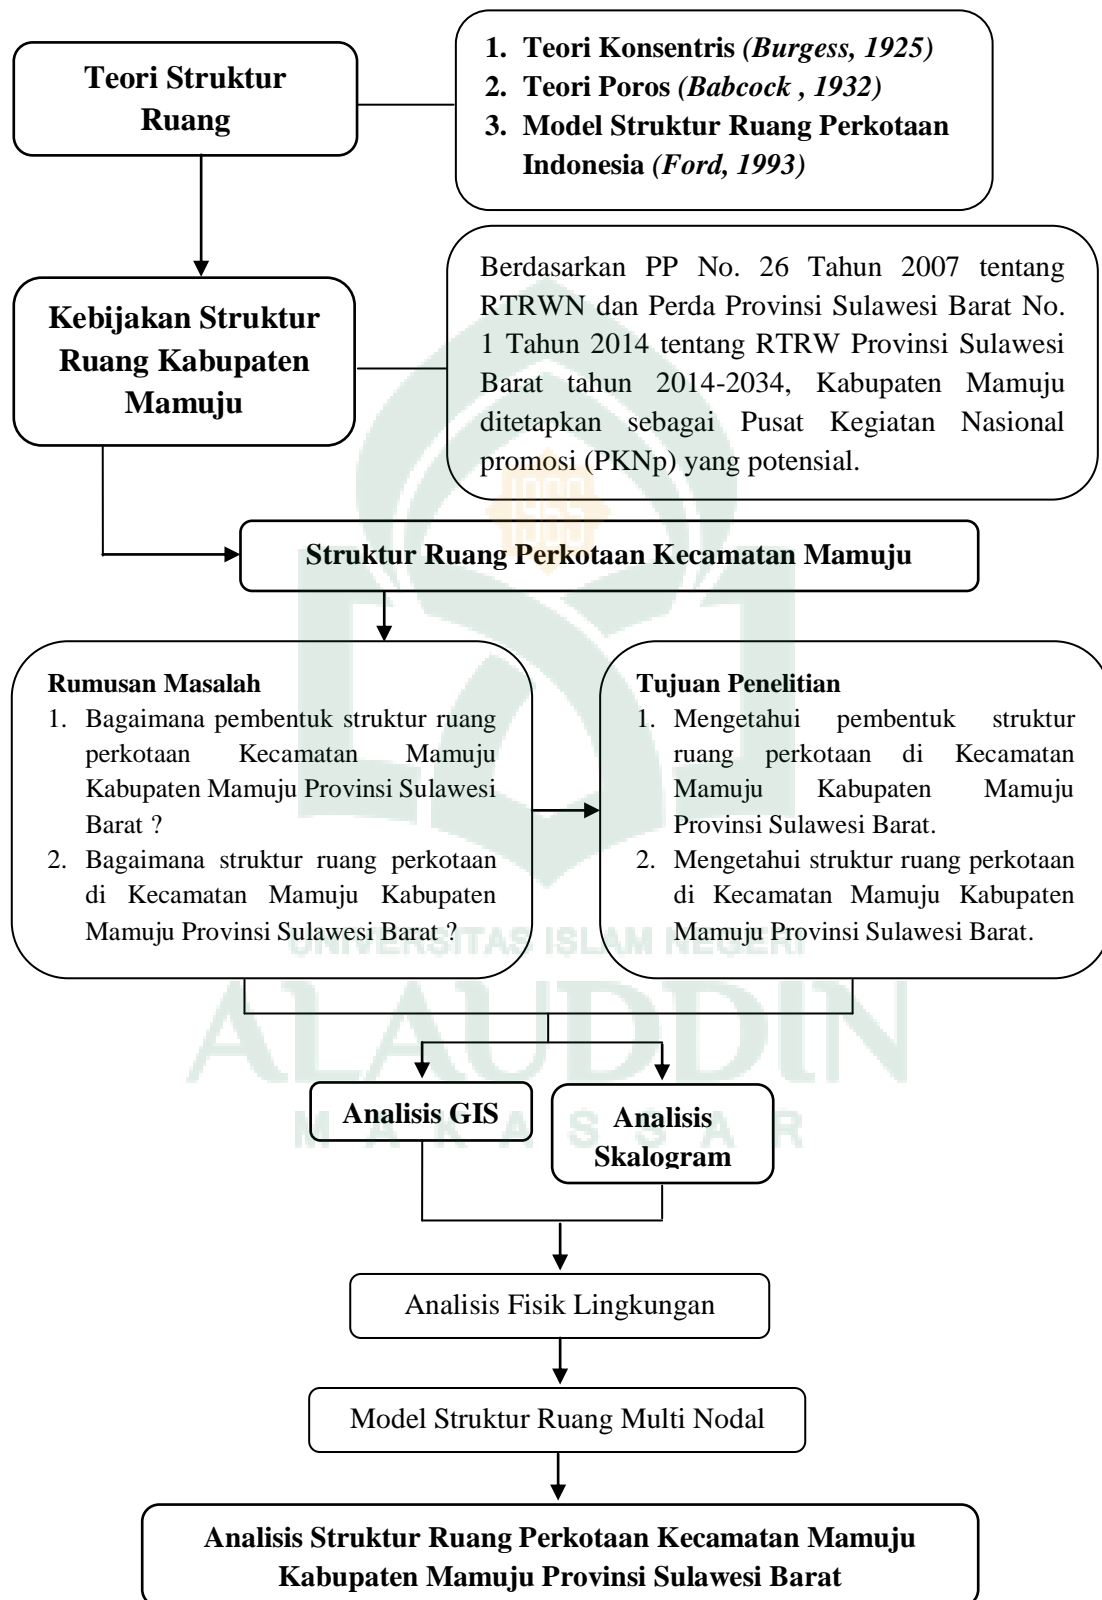 Teori Struktur
Ruang
1. Teori Konsentris (Burgess, 1925)
2. Teori Poros (Babcock , 1932)
3. Model Struktur Ruang Perkotaan
Indonesia (Ford, 1993)
Kebijakan Struktur
Ruang Kabupaten
Mamuju
Berdasarkan PP No. 26 Tahun 2007 tentang
RTRWN dan Perda Provinsi Sulawesi Barat No.
1 Tahun 2014 tentang RTRW Provinsi Sulawesi
Barat tahun 2014-2034, Kabupaten Mamuju
ditetapkan sebagai Pusat Kegiatan Nasional
promosi (PKNp) yang potensial.
1965
Struktur Ruang Perkotaan Kecamatan Mamuju
Rumusan Masalah
1. Bagaimana pembentuk struktur ruang
perkotaan Kecamatan Mamuju
Kabupaten Mamuju Provinsi Sulawesi
Barat ?
2. Bagaimana struktur ruang perkotaan
di Kecamatan Mamuju Kabupaten
Mamuju Provinsi Sulawesi Barat ?
Tujuan Penelitian
1. Mengetahui pembentuk struktur
ruang perkotaan di Kecamatan
Mamuju Kabupaten Mamuju
Provinsi Sulawesi Barat.
2. Mengetahui struktur ruang perkotaan
di Kecamatan Mamuju Kabupaten
Mamuju Provinsi Sulawesi Barat.
UNIVERSITAS ISLAM NEGERI
ALAUDDIN
MAKASSAR
Analisis GIS
Analisis
Skalogram
Analisis Fisik Lingkungan
Model Struktur Ruang Multi Nodal
Analisis Struktur Ruang Perkotaan Kecamatan Mamuju
Kabupaten Mamuju Provinsi Sulawesi Barat